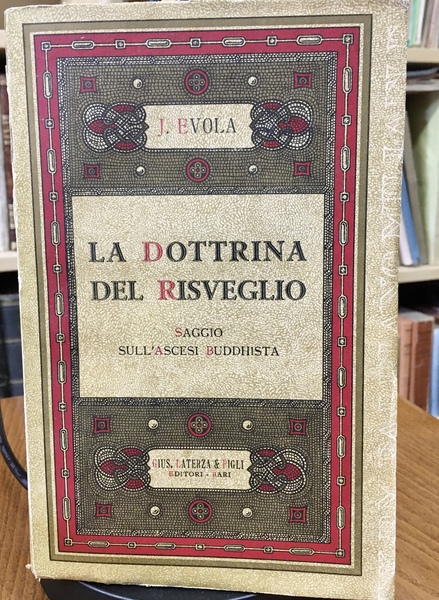 J. EVOLA
LA DOTTRINA
DEL RISVEGLIO
SAGGIO
SULL'ASCESI BUDDHISTA
GIUS. LATERZA & FIGLI
EDITORI - BARI